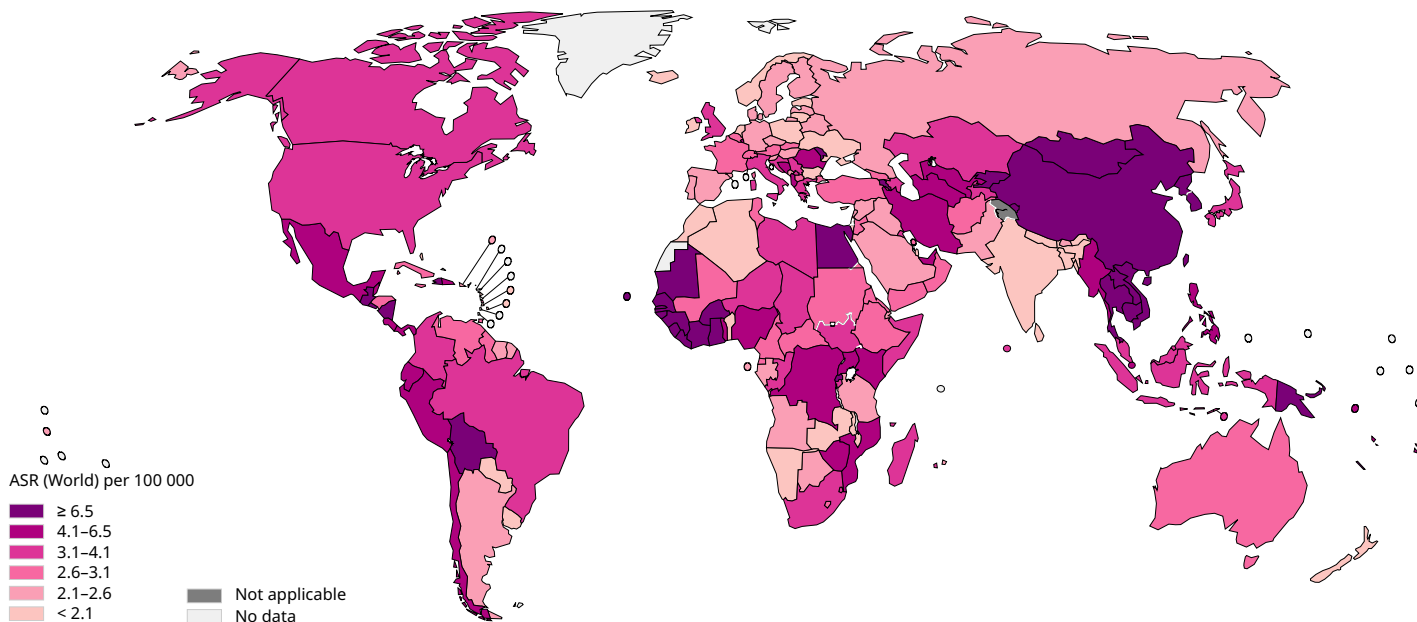 ASR (World) per 100 000
≥ 6.5
4.1–6.5
3.1–4.1
2.6–3.1
2.1–2.6
< 2.1
Not applicable
No data